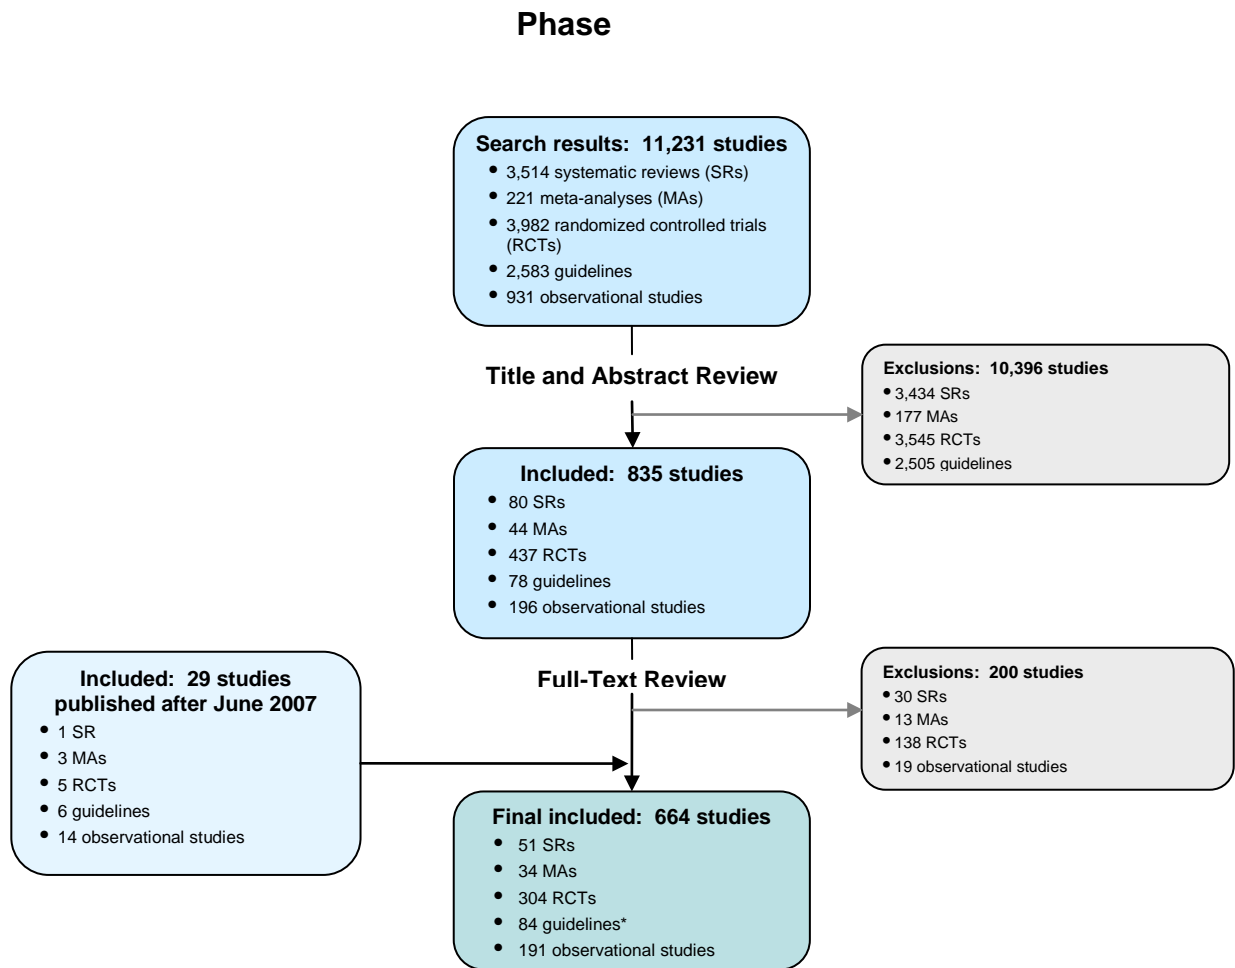 Phase
Search results: 11,231 studies
• 3,514 systematic reviews (SRs)
• 221 meta-analyses (MAs)
• 3,982 randomized controlled trials
(RCTs)
• 2,583 guidelines
• 931 observational studies
Title and Abstract Review
Exclusions: 10,396 studies
• 3,434 SRs
• 177 MAs
• 3,545 RCTs
• 2,505 guidelines
Included: 835 studies
• 80 SRs
• 44 MAs
• 437 RCTs
• 78 guidelines
• 196 observational studies
Full-Text Review
Exclusions: 200 studies
• 30 SRs
• 13 MAs
• 138 RCTs
• 19 observational studies
Included: 29 studies
published after June 2007
• 1 SR
• 3 MAs
• 5 RCTs
• 6 guidelines
• 14 observational studies
Final included: 664 studies
• 51 SRs
• 34 MAs
• 304 RCTs
• 84 guidelines*
• 191 observational studies